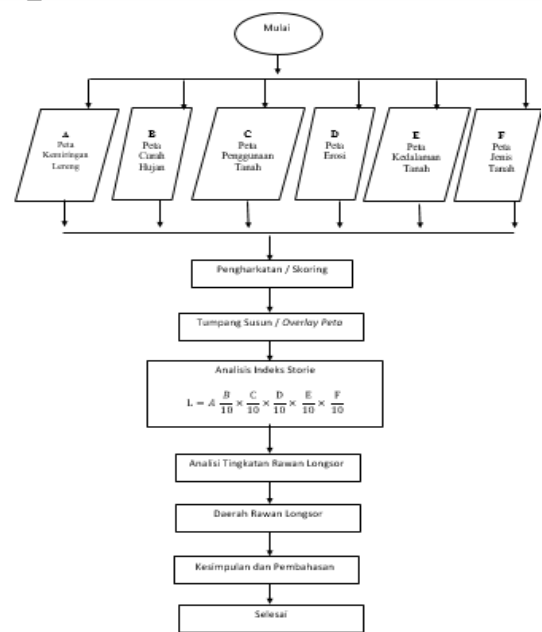 Mulai
A
Peta
Kemiringan
Lereng
B
Peta
Curah
Hujan
C
Peta
Penggunaan
Tanah
D
Peta
Erosi
E
Peta
Kedalaman
Tanah
F
Peta
Jenis
Tanah
Pengharkatan / Skoring
Tumpang Susun / Overlay Peta
Analisis Indeks Storie
L = A B/10 × C/10 × D/10 × E/10 × F/10
Analisi Tingkatan Rawan Longsor
Daerah Rawan Longsor
Kesimpulan dan Pembahasan
Selesai